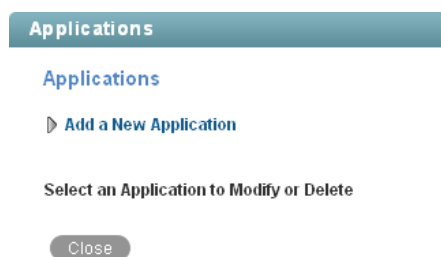 Applications
Applications
Add a New Application
Select an Application to Modify or Delete
Close